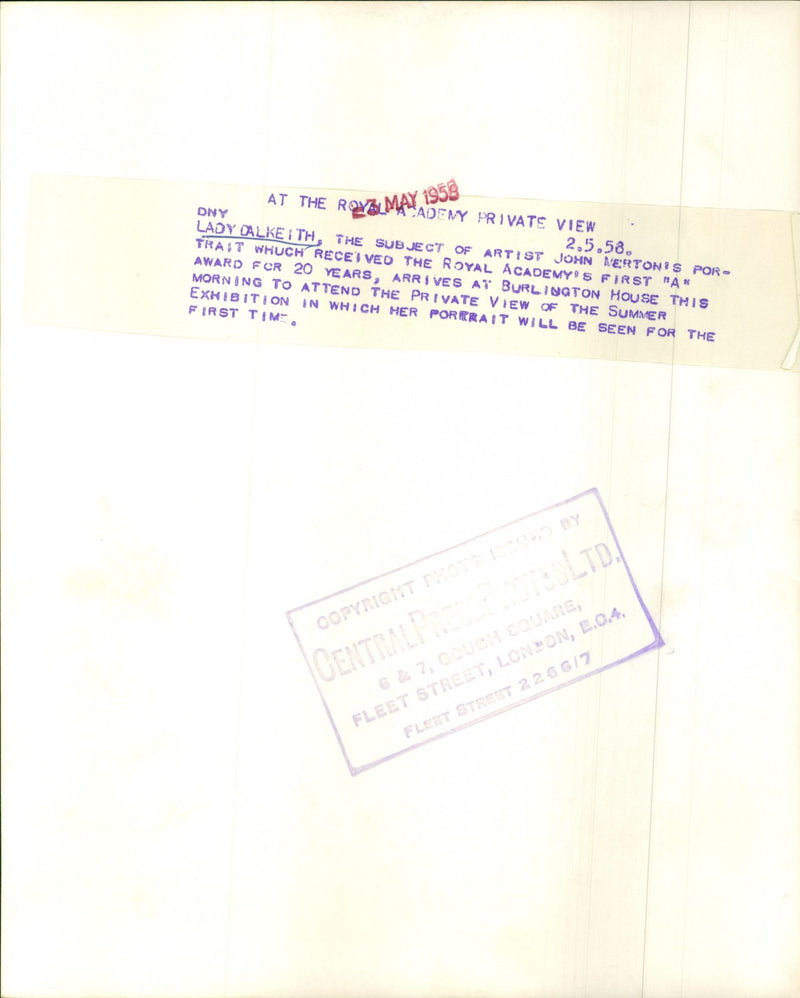 23 MAY 1958
AT THE ROYAL ACADEMY PRIVATE VIEW
DNY 2.5.58.
LADY DALKEITH, THE SUBJECT OF ARTIST JOHN MERTON'S POR-
TRAIT WHUCH RECEIVED THE ROYAL ACADEMY'S FIRST "A"
AWARD FOR 20 YEARS, ARRIVES AT BURLINGTON HOUSE THIS
MORNING TO ATTEND THE PRIVATE VIEW OF THE SUMMER
EXHIBITION IN WHICH HER PORRRAIT WILL BE SEEN FOR THE
FIRST TIME.
COPYRIGHT PHOTO ISSUED BY
CENTRAL PRESS PHOTOS LTD.
6 & 7, GOUGH SQUARE,
FLEET STREET, LONDON, E.C.4.
FLEET STREET 2266/7